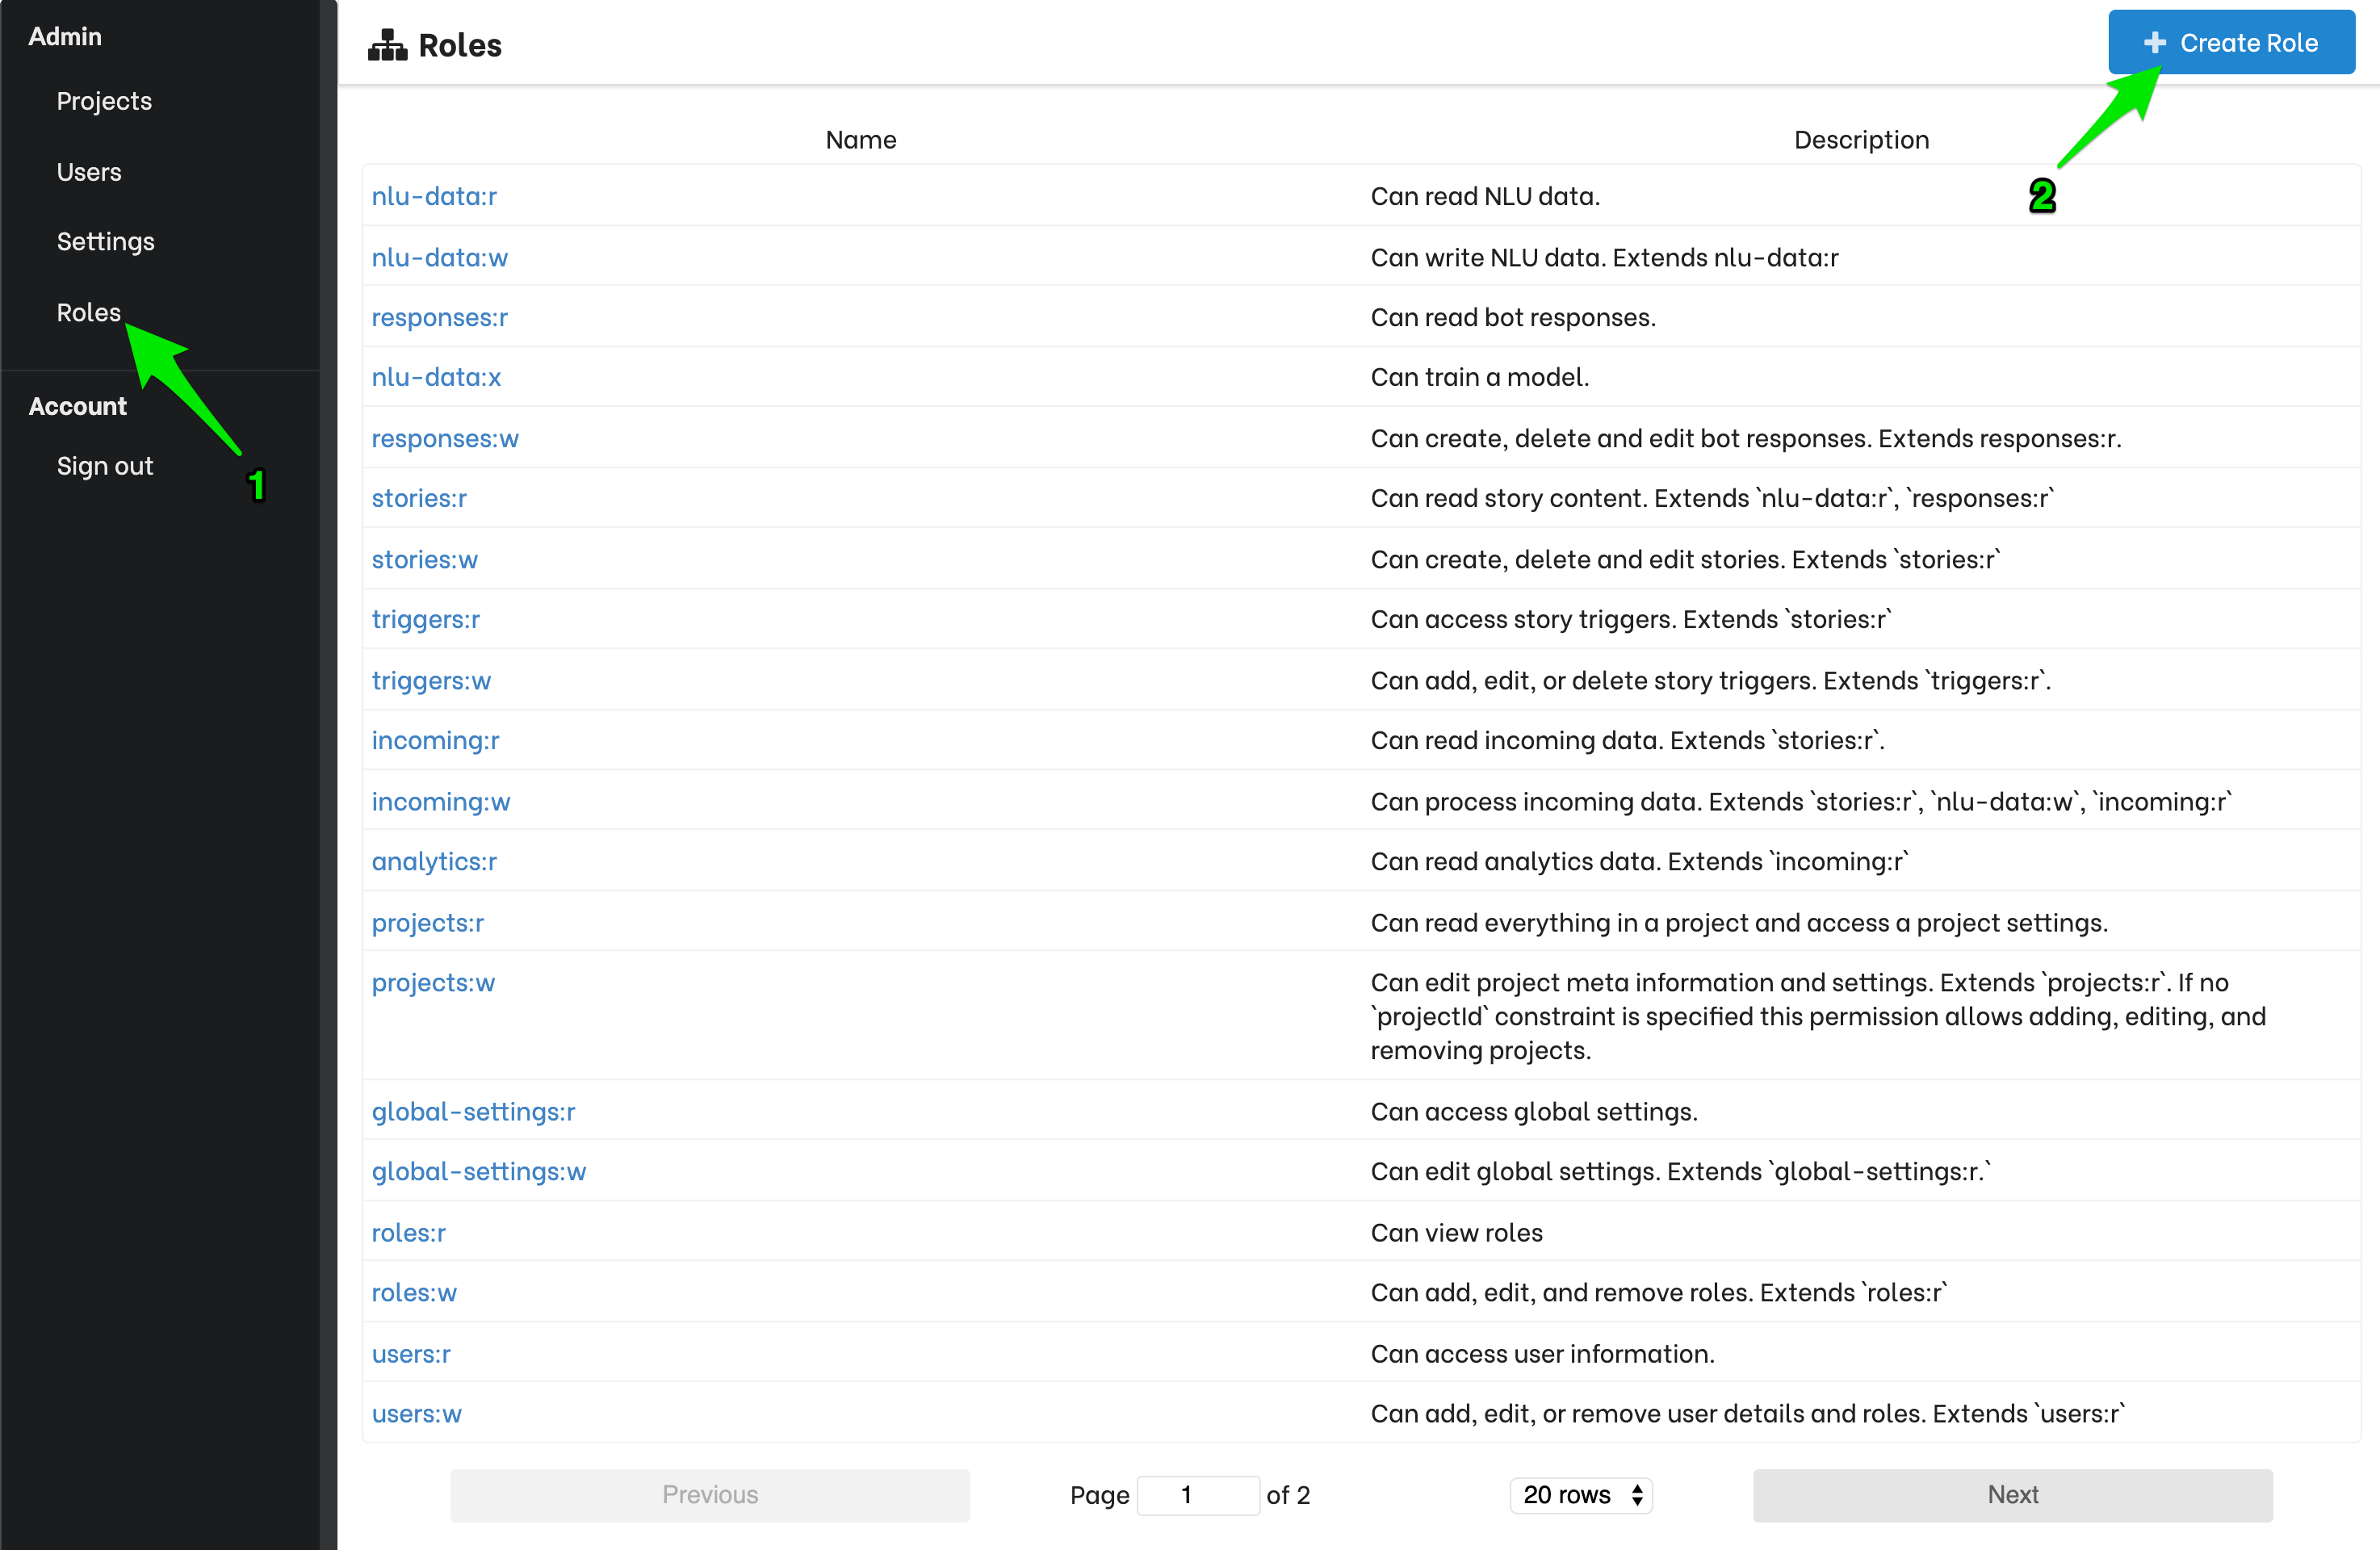 Admin
Projects
Users
Settings
Roles
1
Account
Sign out
Roles
Create Role
2
Name Description
nlu-data:r Can read NLU data.
nlu-data:w Can write NLU data. Extends nlu-data:r
responses:r Can read bot responses.
nlu-data:x Can train a model.
responses:w Can create, delete and edit bot responses. Extends responses:r.
stories:r Can read story content. Extends `nlu-data:r`, `responses:r`
stories:w Can create, delete and edit stories. Extends `stories:r`
triggers:r Can access story triggers. Extends `stories:r`
triggers:w Can add, edit, or delete story triggers. Extends `triggers:r`.
incoming:r Can read incoming data. Extends `stories:r`.
incoming:w Can process incoming data. Extends `stories:r`, `nlu-data:w`, `incoming:r`
analytics:r Can read analytics data. Extends `incoming:r`
projects:r Can read everything in a project and access a project settings.
projects:w Can edit project meta information and settings. Extends `projects:r`. If no
`projectId` constraint is specified this permission allows adding, editing, and
removing projects.
global-settings:r Can access global settings.
global-settings:w Can edit global settings. Extends `global-settings:r.`
roles:r Can view roles
roles:w Can add, edit, and remove roles. Extends `roles:r`
users:r Can access user information.
users:w Can add, edit, or remove user details and roles. Extends `users:r`
Previous Page 1 of 2 20 rows Next